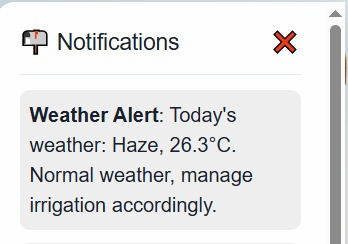 Notifications
Weather Alert: Today's
weather: Haze, 26.3°C.
Normal weather, manage
irrigation accordingly.